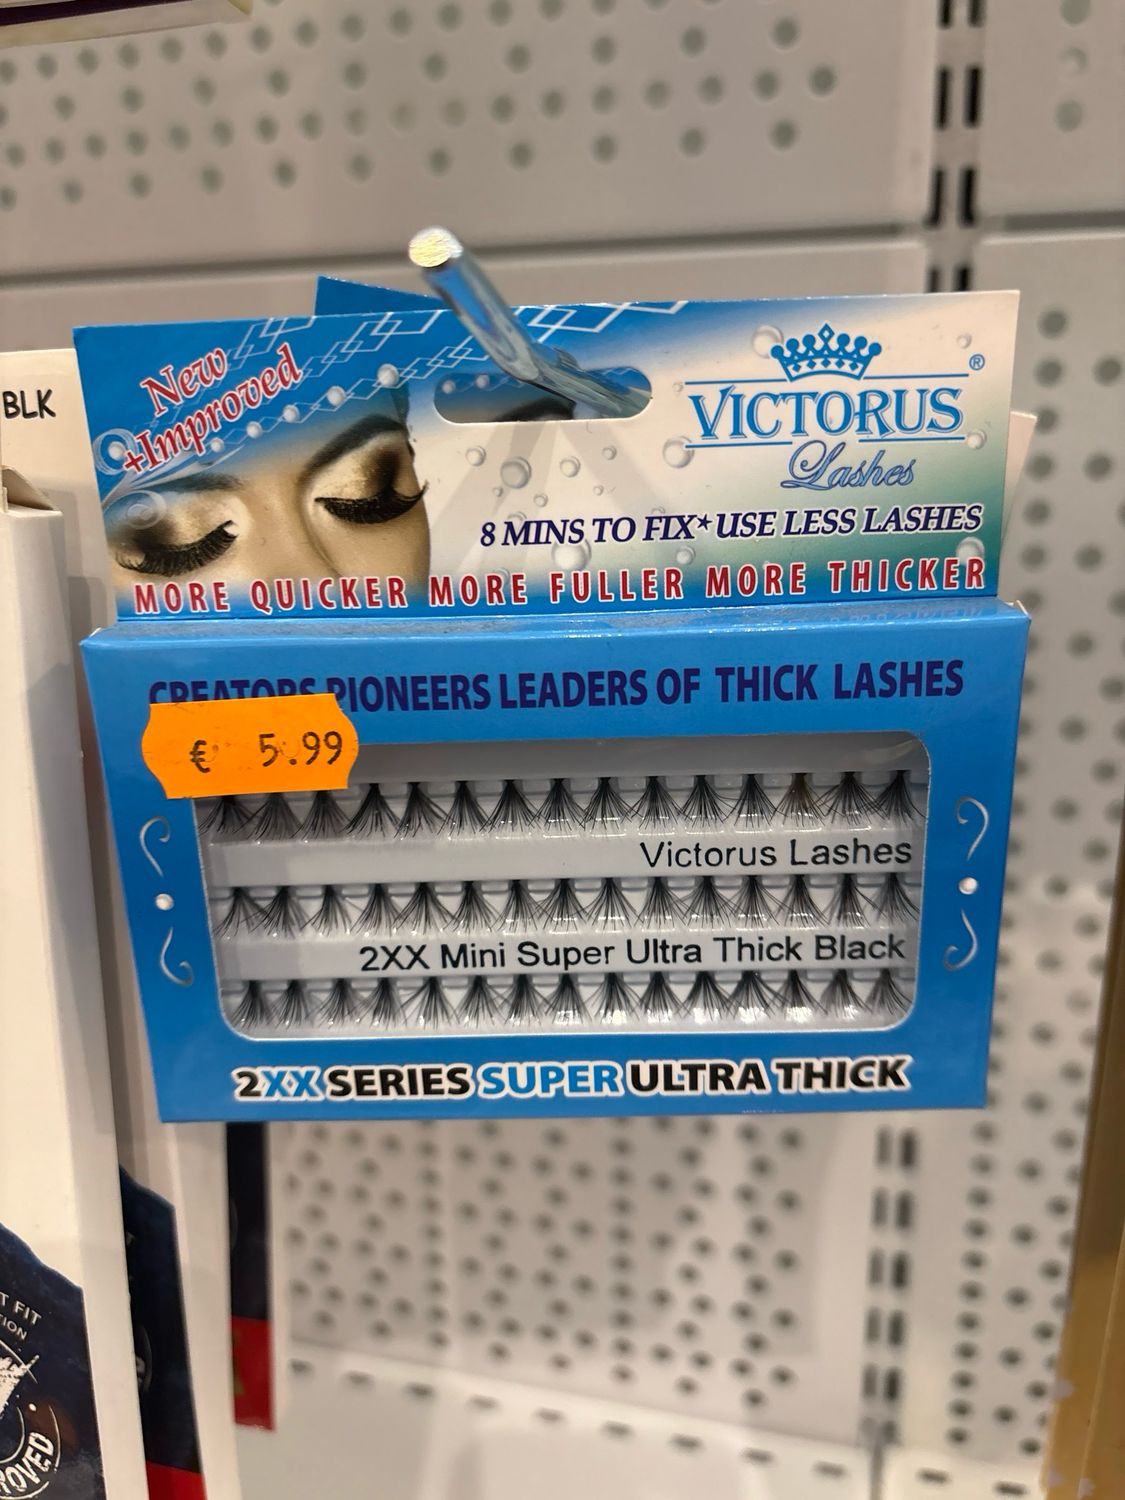 BLK
New
+Improved
VICTORUS®
Lashes
8 MINS TO FIX*USE LESS LASHES
MORE QUICKER MORE FULLER MORE THICKER
CREATORS PIONEERS LEADERS OF THICK LASHES
€ 5.99
Victorus Lashes
2XX Mini Super Ultra Thick Black
2XX SERIES SUPER ULTRA THICK
FIT